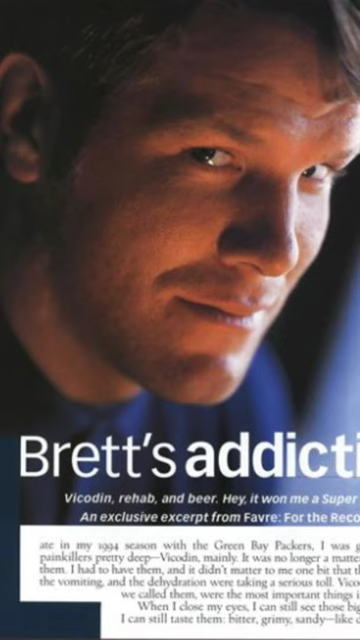 Brett's addicti
Vicodin, rehab, and beer. Hey, it won me a Super
An exclusive excerpt from Favre: For the Reco
ate in my 1994 season with the Green Bay Packers, I was
painkillers pretty deep—Vicodin, mainly. It was no longer a matte
them. I had to have them, and it didn't matter to me one bit that t
the vomiting, and the dehydration were taking a serious toll. Vico
we called them, were the most important things i
When I close my eyes, I can still see those bi
I can still taste them: bitter, grimy, sandy—like